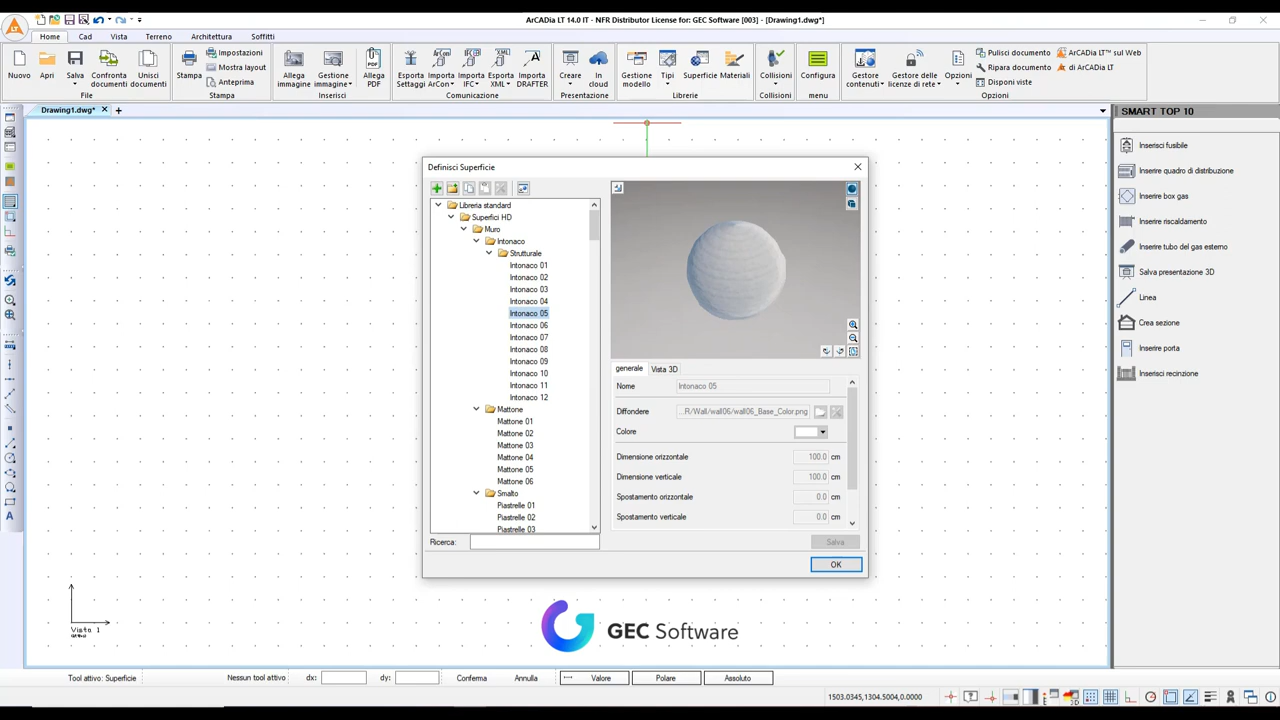 ArCADia LT 14.0 IT - NFR Distributor License for: GEC Software [003] - [Drawing1.dwg*]
Home Cad Vista Terreno Architettura Soffitti
Nuovo Apri Salva Confronta documenti Unisci documenti
File
Stampa Impostazioni Mostra layout Anteprima
Stampa
Allega immagine Gestione immagine Allega PDF
Inserisci
Esporta Settaggi Importa ArCon Importa IFC Esporta XML Importa DRAFTER
Comunicazione
Creare In cloud
Presentazione
Gestione modello Tipi Superficie Materiali
Librerie
Collisioni
Collisioni
Configura
menu
Gestore contenuti Gestore delle licenze di rete Opzioni Pulisci documento Ripara documento Disponi viste ArCADia LT™ sul Web di ArCADia LT
Opzioni
Drawing1.dwg*
SMART TOP 10
Inserisci fusibile
Inserire quadro di distribuzione
Inserire box gas
Inserire riscaldamento
Inserire tubo del gas esterno
Salva presentazione 3D
Linea
Crea sezione
Inserire porta
Inserisci recinzione
Definisci Superficie
Libreria standard
Superfici HD
Muro
Intonaco
Strutturale
Intonaco 01
Intonaco 02
Intonaco 03
Intonaco 04
Intonaco 05
Intonaco 06
Intonaco 07
Intonaco 08
Intonaco 09
Intonaco 10
Intonaco 11
Intonaco 12
Mattone
Mattone 01
Mattone 02
Mattone 03
Mattone 04
Mattone 05
Mattone 06
Smalto
Piastrelle 01
Piastrelle 02
Piastrelle 03
Ricerca:
generale Vista 3D
Nome Intonaco 05
Diffondere ...R/Wall/wall06/wall06_Base_Color.png
Colore
Dimensione orizzontale 100.0 cm
Dimensione verticale 100.0 cm
Spostamento orizzontale 0.0 cm
Spostamento verticale 0.0 cm
Salva
OK
Vista 1
GEC Software
Tool attivo: Superficie Nessun tool attivo dx: dy: Conferma Annulla Valore Polare Assoluto
1503.0345,1304.5004,0.0000